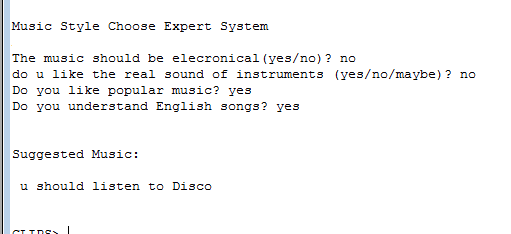 Music Style Choose Expert System
The music should be elecronical(yes/no)? no
do u like the real sound of instruments (yes/no/maybe)? no
Do you like popular music? yes
Do you understand English songs? yes
Suggested Music:
u should listen to Disco
CLIPS>